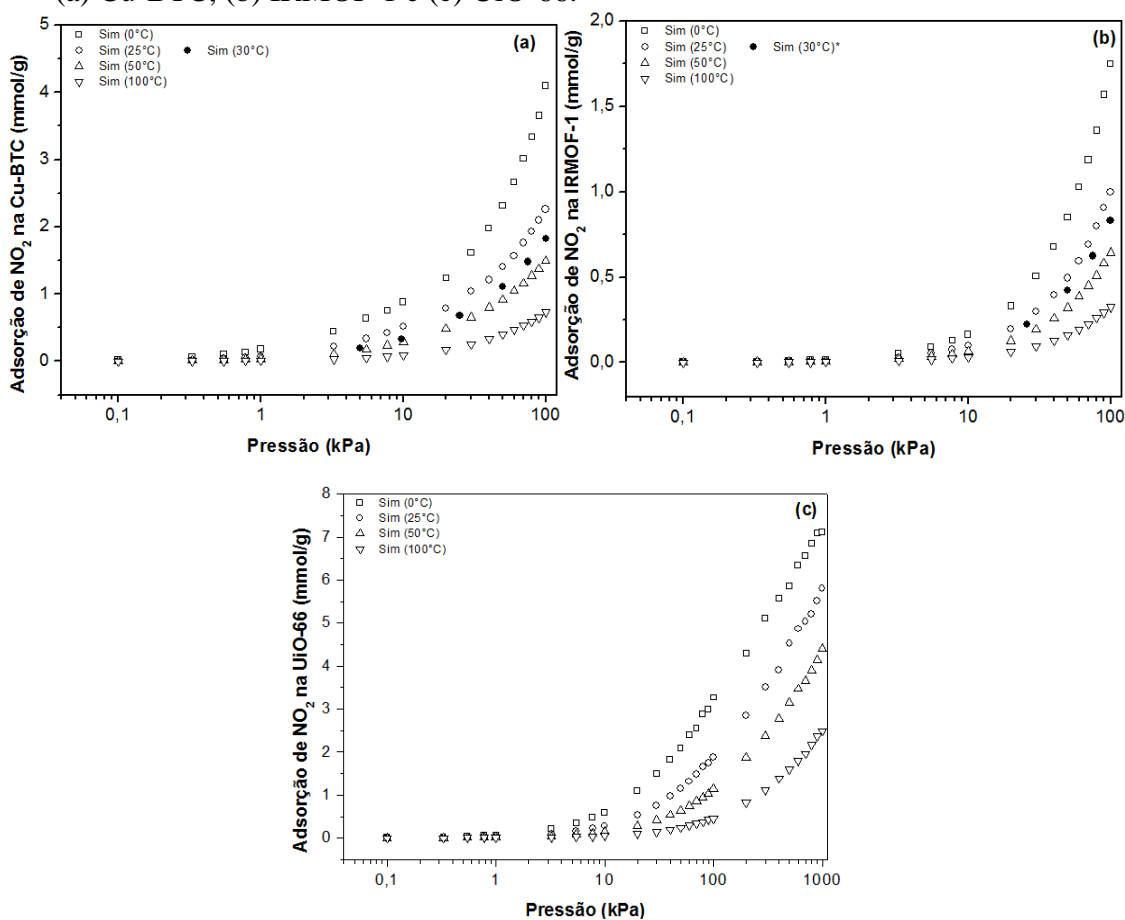 (a) Cu-BTC, (b) IRMOF-1 e (c) UiO-66.
Adsorção de NO₂ na Cu-BTC (mmol/g)
5
4
3
2
1
0
Sim (0°C)
Sim (25°C)
Sim (50°C)
Sim (100°C)
Sim (30°C)
(a)
0,1
1
10
100
Pressão (kPa)
Adsorção de NO₂ na IRMOF-1 (mmol/g)
2,0
1,5
1,0
0,5
0,0
Sim (0°C)
Sim (25°C)
Sim (50°C)
Sim (100°C)
Sim (30°C)*
(b)
0,1
1
10
100
Pressão (kPa)
Adsorção de NO₂ na UiO-66 (mmol/g)
8
7
6
5
4
3
2
1
0
Sim (0°C)
Sim (25°C)
Sim (50°C)
Sim (100°C)
(c)
0,1
1
10
100
1000
Pressão (kPa)